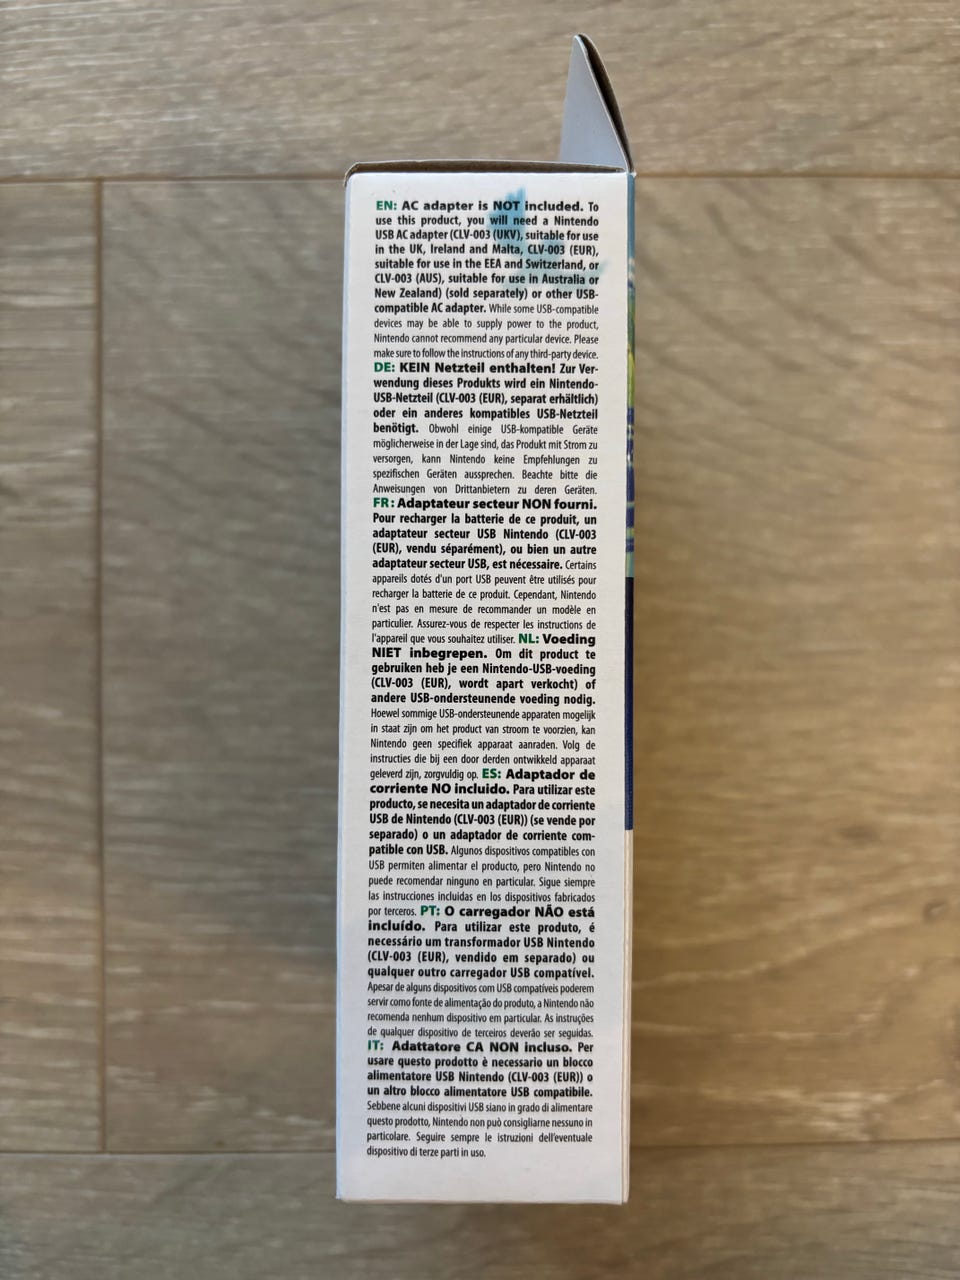 EN: AC adapter is NOT included. To
use this product, you will need a Nintendo
USB AC adapter (CLV-003 (UKV), suitable for use
in the UK, Ireland and Malta, CLV-003 (EUR),
suitable for use in the EEA and Switzerland, or
CLV-003 (AUS), suitable for use in Australia or
New Zealand) (sold separately) or other USB-
compatible AC adapter. While some USB-compatible
devices may be able to supply power to the product,
Nintendo cannot recommend any particular device. Please
make sure to follow the instructions of any third-party device.
DE: KEIN Netzteil enthalten! Zur Ver-
wendung dieses Produkts wird ein Nintendo-
USB-Netzteil (CLV-003 (EUR), separat erhältlich)
oder ein anderes kompatibles USB-Netzteil
benötigt. Obwohl einige USB-kompatible Geräte
möglicherweise in der Lage sind, das Produkt mit Strom zu
versorgen, kann Nintendo keine Empfehlungen zu
spezifischen Geräten aussprechen. Beachte bitte die
Anweisungen von Drittanbietern zu deren Geräten.
FR: Adaptateur secteur NON fourni.
Pour recharger la batterie de ce produit, un
adaptateur secteur USB Nintendo (CLV-003
(EUR), vendu séparément), ou bien un autre
adaptateur secteur USB, est nécessaire. Certains
appareils dotés d'un port USB peuvent être utilisés pour
recharger la batterie de ce produit. Cependant, Nintendo
n'est pas en mesure de recommander un modèle en
particulier. Assurez-vous de respecter les instructions de
l'appareil que vous souhaitez utiliser. NL: Voeding
NIET inbegrepen. Om dit product te
gebruiken heb je een Nintendo-USB-voeding
(CLV-003 (EUR), wordt apart verkocht) of
andere USB-ondersteunende voeding nodig.
Hoewel sommige USB-ondersteunende apparaten mogelijk
in staat zijn om het product van stroom te voorzien, kan
Nintendo geen specifiek apparaat aanraden. Volg de
instructies die bij een door derden ontwikkeld apparaat
geleverd zijn, zorgvuldig op. ES: Adaptador de
corriente NO incluido. Para utilizar este
producto, se necesita un adaptador de corriente
USB de Nintendo (CLV-003 (EUR)) (se vende por
separado) o un adaptador de corriente com-
patible con USB. Algunos dispositivos compatibles con
USB permiten alimentar el producto, pero Nintendo no
puede recomendar ninguno en particular. Sigue siempre
las instrucciones incluidas en los dispositivos fabricados
por terceros. PT: O carregador NÃO está
incluído. Para utilizar este produto, é
necessário um transformador USB Nintendo
(CLV-003 (EUR), vendido em separado) ou
qualquer outro carregador USB compatível.
Apesar de alguns dispositivos com USB compatíveis poderem
servir como fonte de alimentação do produto, a Nintendo não
recomenda nenhum dispositivo em particular. As instruções
de qualquer dispositivo de terceiros deverão ser seguidas.
IT: Adattatore CA NON incluso. Per
usare questo prodotto è necessario un blocco
alimentatore USB Nintendo (CLV-003 (EUR)) o
un altro blocco alimentatore USB compatibile.
Sebbene alcuni dispositivi USB siano in grado di alimentare
questo prodotto, Nintendo non può consigliarne nessuno in
particolare. Seguire sempre le istruzioni dell'eventuale
dispositivo di terze parti in uso.